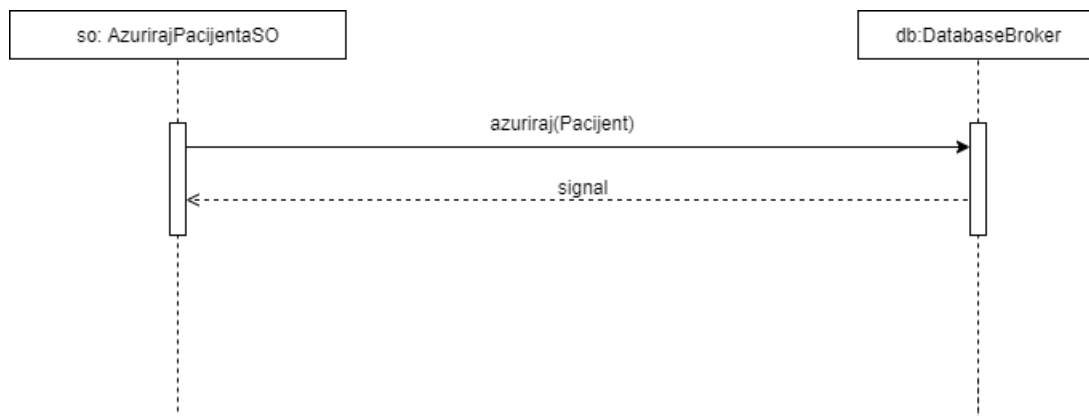 so: AzurirajPacijentaSO
db:DatabaseBroker
azuriraj(Pacijent)
signal